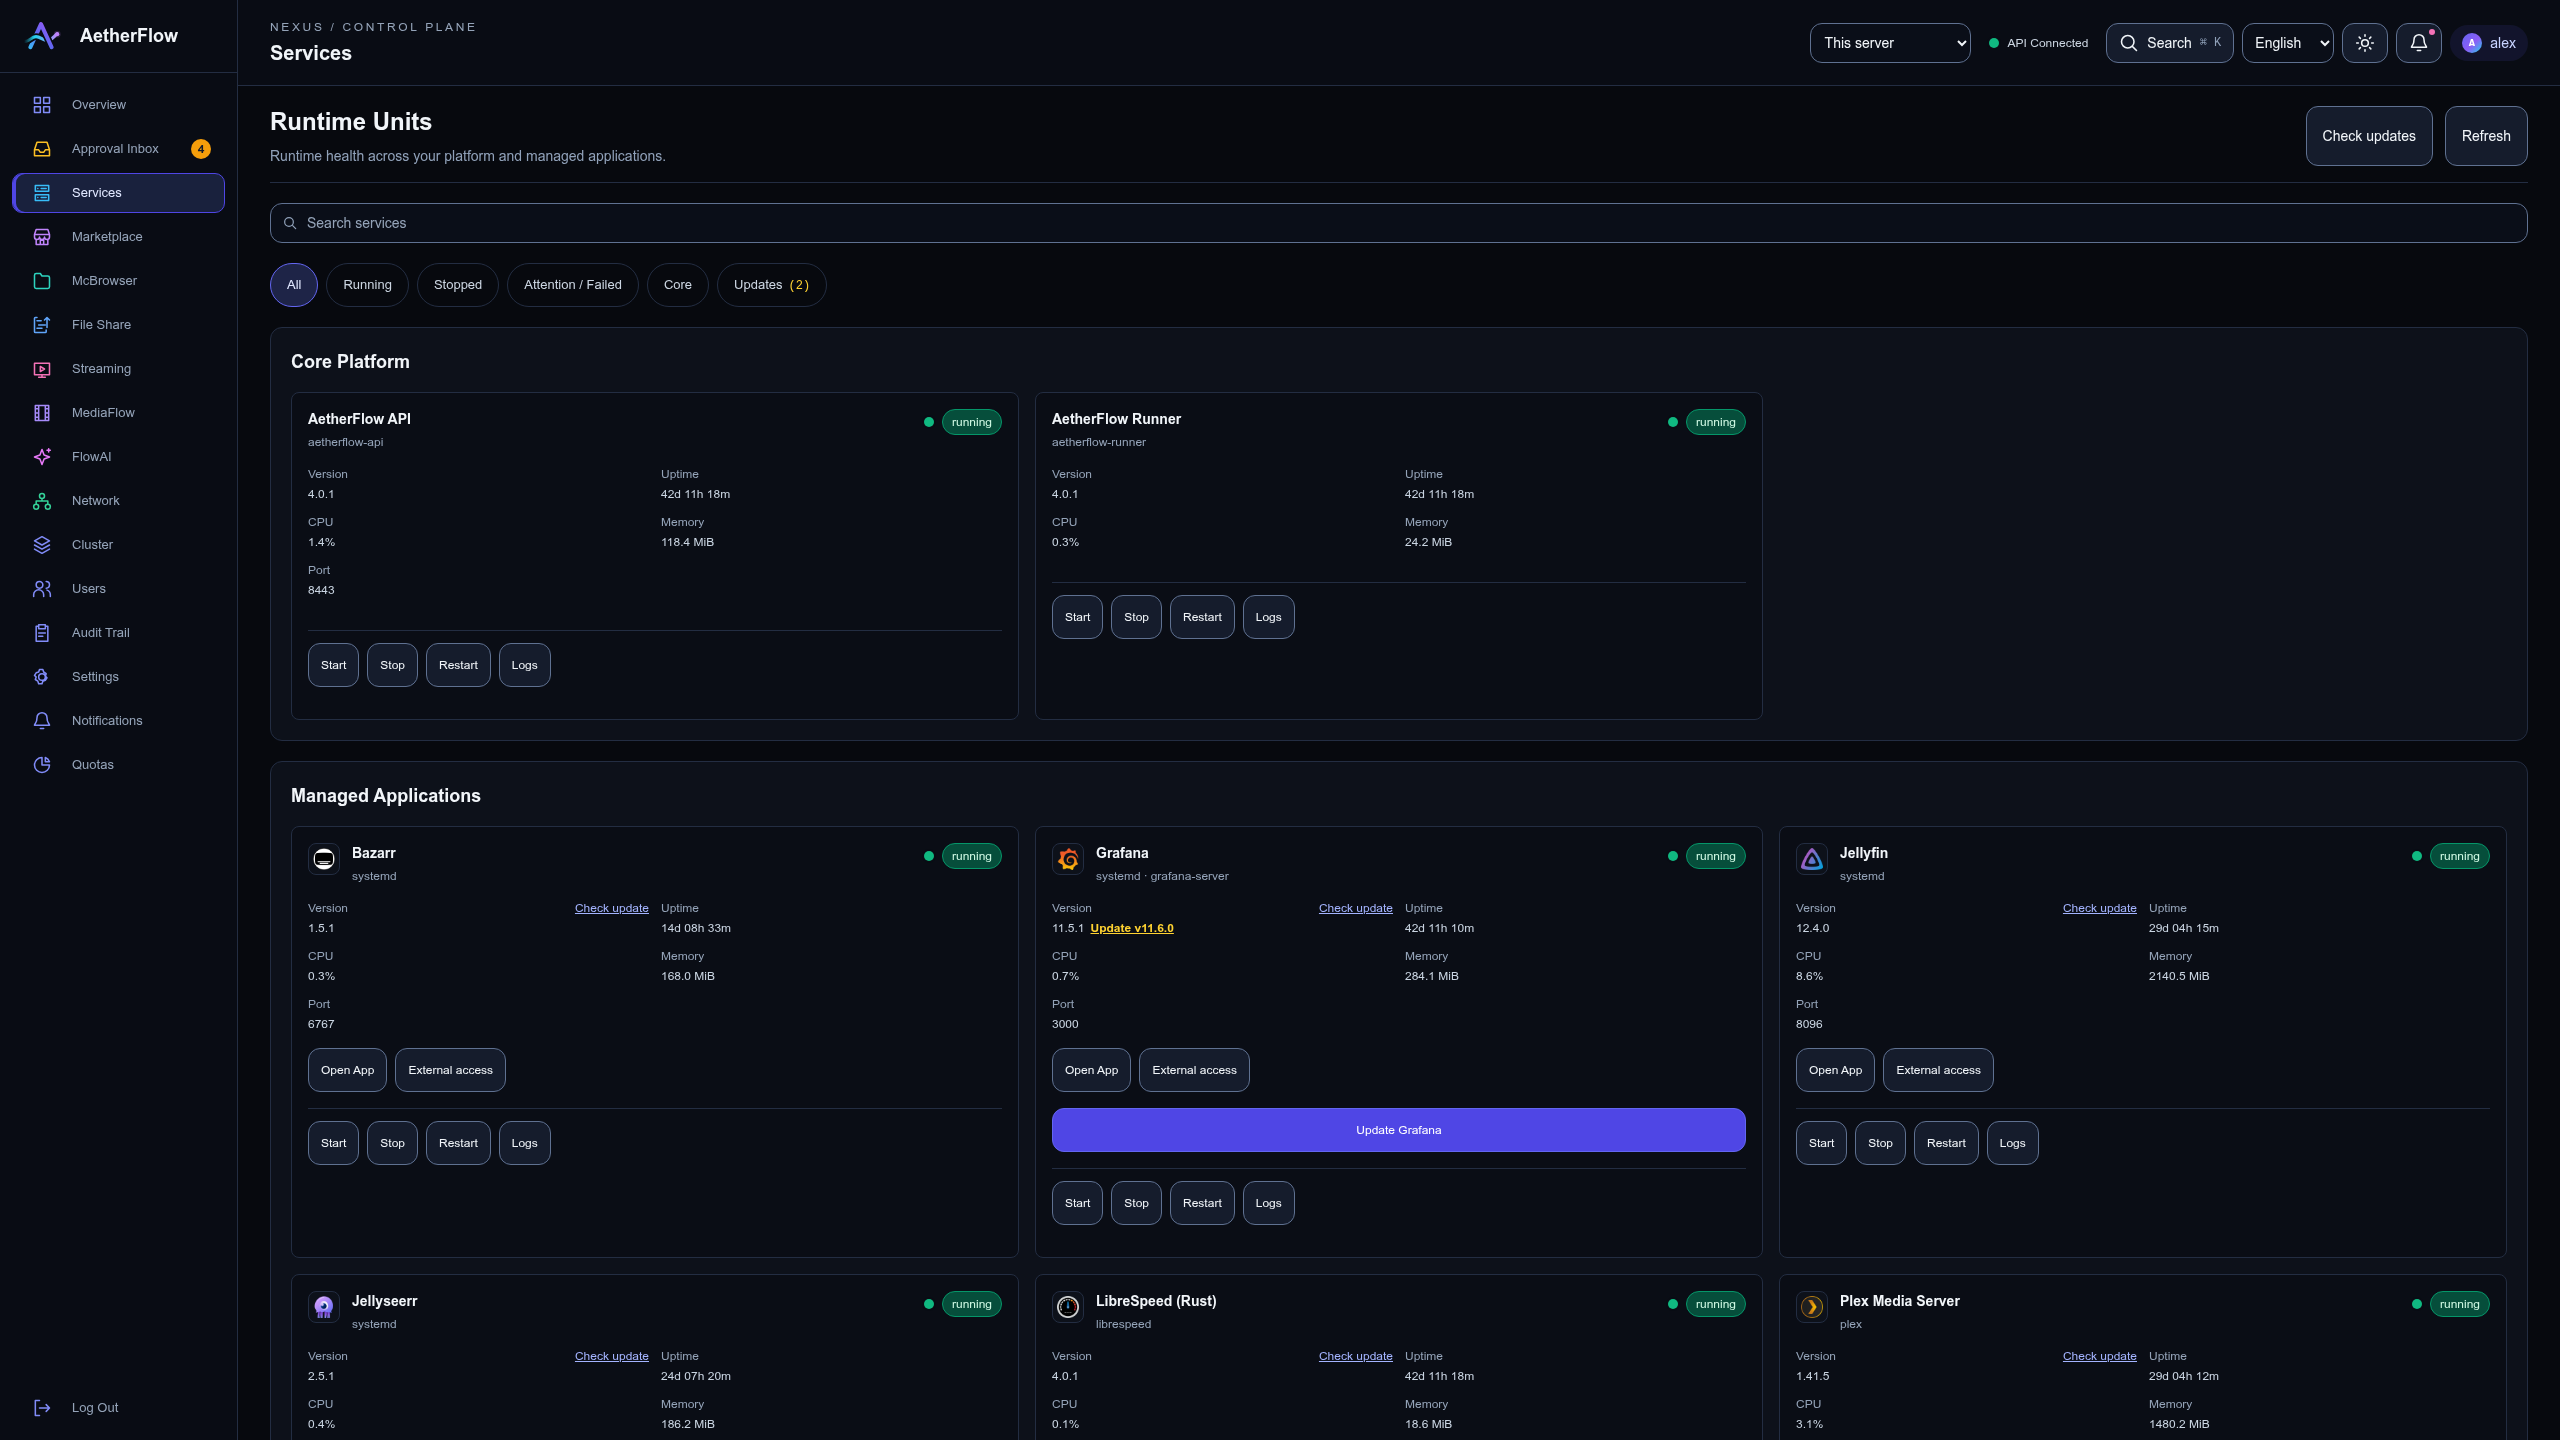 AetherFlow
Overview
Approval Inbox 4
Services
Marketplace
McBrowser
File Share
Streaming
MediaFlow
FlowAI
Network
Cluster
Users
Audit Trail
Settings
Notifications
Quotas
Log Out
NEXUS / CONTROL PLANE
Services
This server API Connected Search ⌘ K English A alex
Runtime Units
Runtime health across your platform and managed applications.
Check updates Refresh
Search services
All Running Stopped Attention / Failed Core Updates (2)
Core Platform
AetherFlow API running
aetherflow-api
Version Uptime
4.0.1 42d 11h 18m
CPU Memory
1.4% 118.4 MiB
Port
8443
Start Stop Restart Logs
AetherFlow Runner running
aetherflow-runner
Version Uptime
4.0.1 42d 11h 18m
CPU Memory
0.3% 24.2 MiB
Start Stop Restart Logs
Managed Applications
Bazarr running
systemd
Version Check update Uptime
1.5.1 14d 08h 33m
CPU Memory
0.3% 168.0 MiB
Port
6767
Open App External access
Start Stop Restart Logs
Grafana running
systemd · grafana-server
Version Check update Uptime
11.5.1 Update v11.6.0 42d 11h 10m
CPU Memory
0.7% 284.1 MiB
Port
3000
Open App External access
Update Grafana
Start Stop Restart Logs
Jellyfin running
systemd
Version Check update Uptime
12.4.0 29d 04h 15m
CPU Memory
8.6% 2140.5 MiB
Port
8096
Open App External access
Start Stop Restart Logs
Jellyseerr running
systemd
Version Check update Uptime
2.5.1 24d 07h 20m
CPU Memory
0.4% 186.2 MiB
LibreSpeed (Rust) running
librespeed
Version Check update Uptime
4.0.1 42d 11h 18m
CPU Memory
0.1% 18.6 MiB
Plex Media Server running
plex
Version Check update Uptime
1.41.5 29d 04h 12m
CPU Memory
3.1% 1480.2 MiB